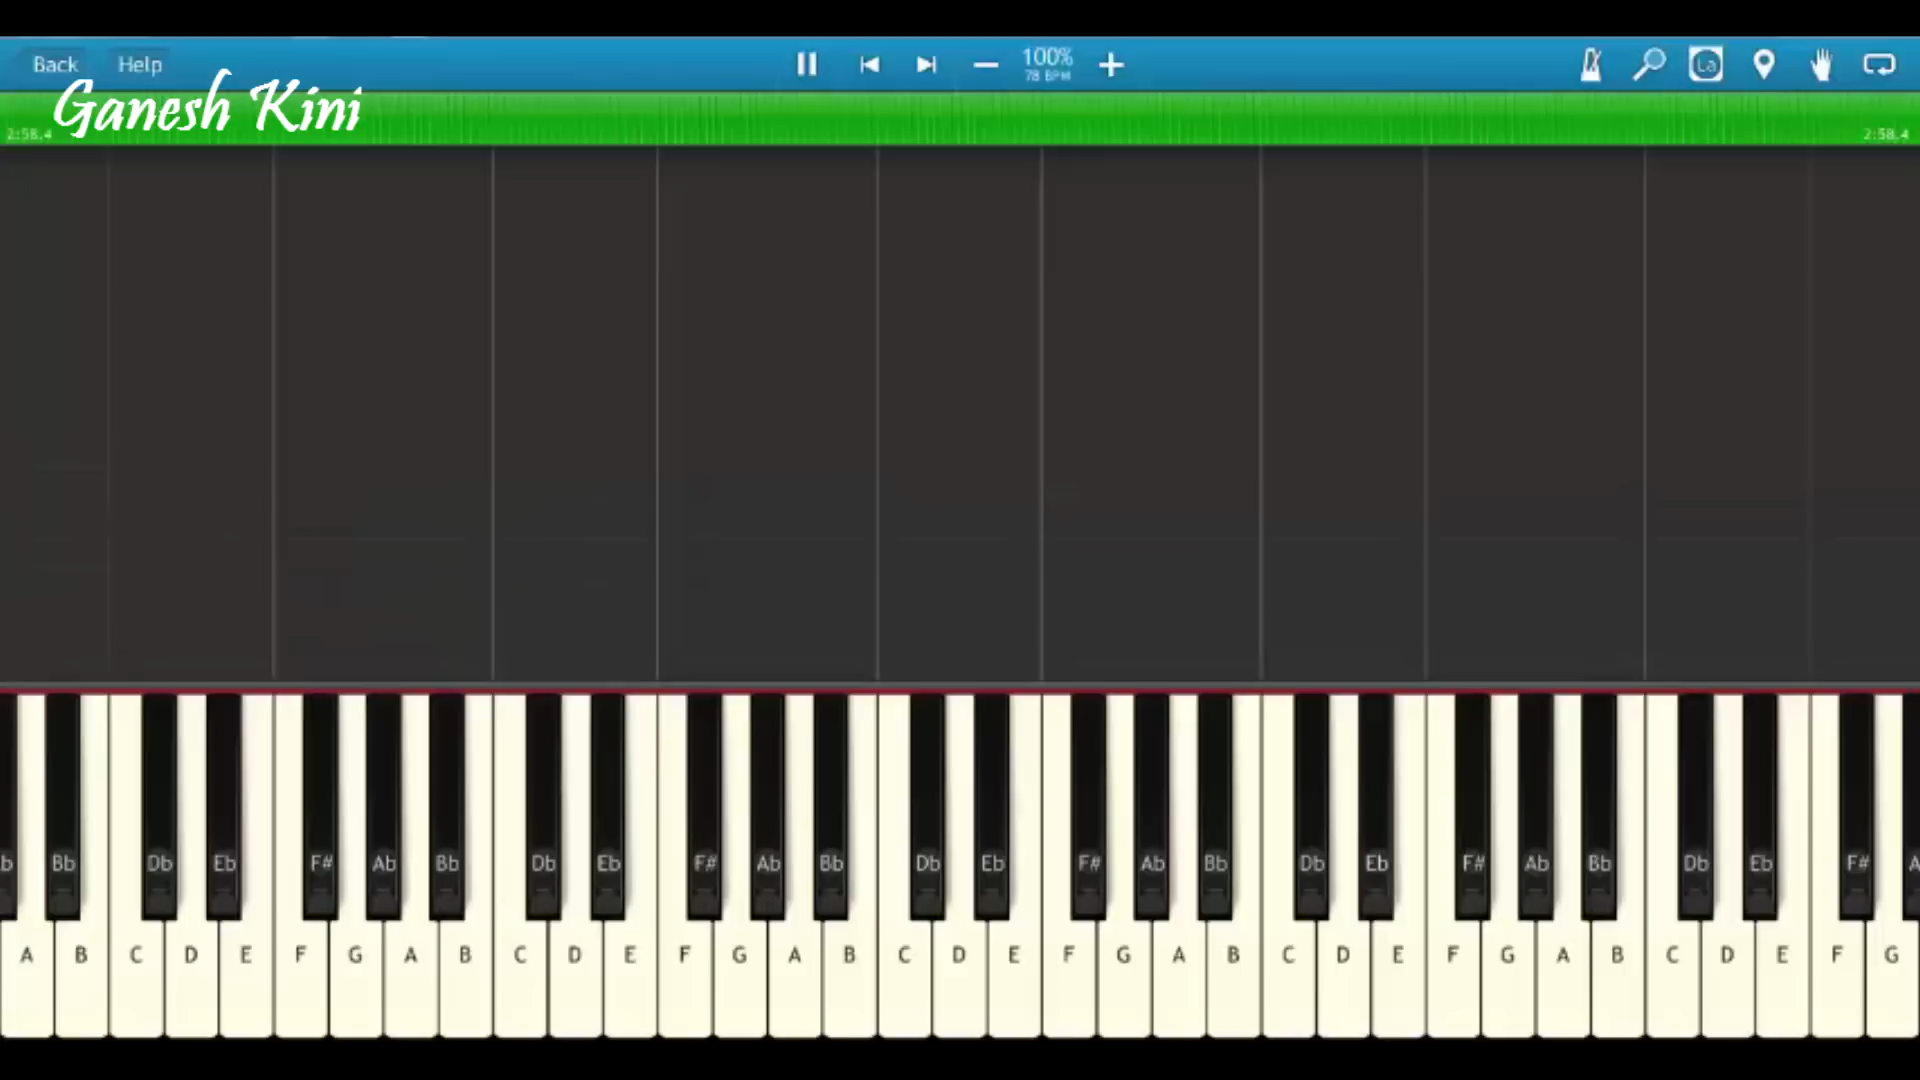 Back Help 100% 78 BPM La
Ganesh Kini
2:58.4 2:58.4
b Bb Db Eb F# Ab Bb Db Eb F# Ab Bb Db Eb F# Ab Bb Db Eb F# Ab Bb Db Eb F# A
A B C D E F G A B C D E F G A B C D E F G A B C D E F G A B C D E F G